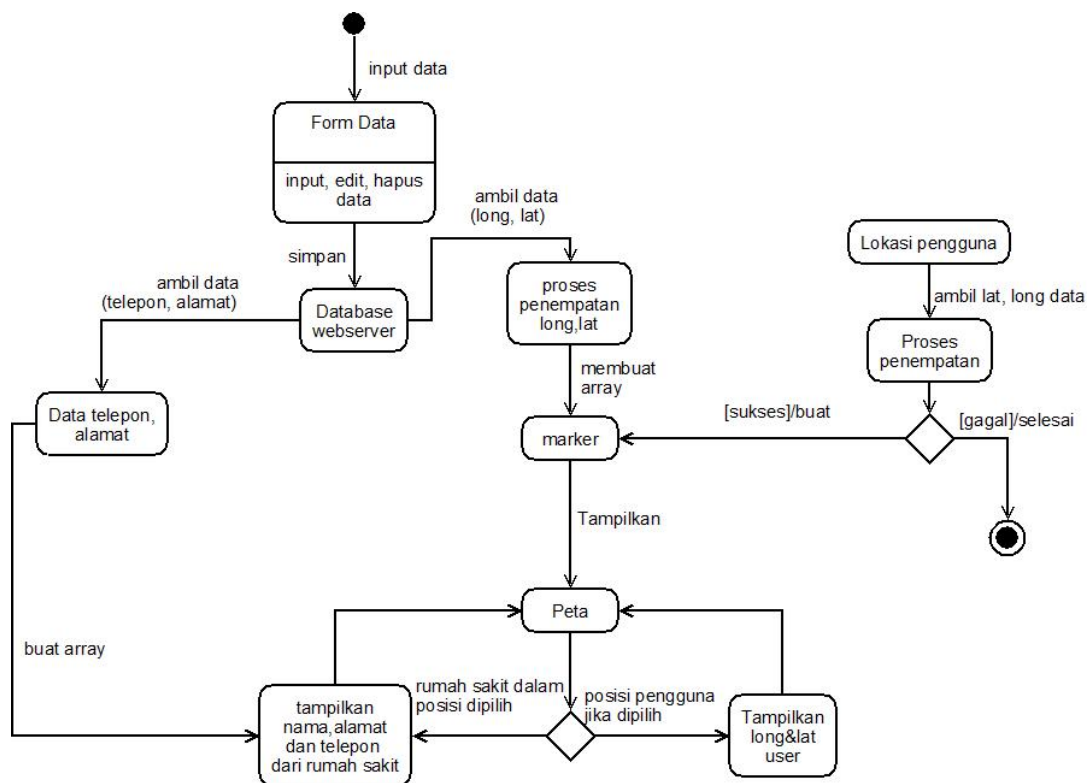 input data
Form Data
input, edit, hapus
data
simpan
ambil data
(long, lat)
ambil data
(telepon, alamat)
Database
webserver
proses
penempatan
long,lat
Lokasi pengguna
ambil lat, long data
Proses
penempatan
membuat
array
Data telepon,
alamat
marker
[sukses]/buat
[gagal]/selesai
Tampilkan
Peta
buat array
rumah sakit dalam
posisi dipilih
posisi pengguna
jika dipilih
tampilkan
nama,alamat
dan telepon
dari rumah sakit
Tampilkan
long&lat
user